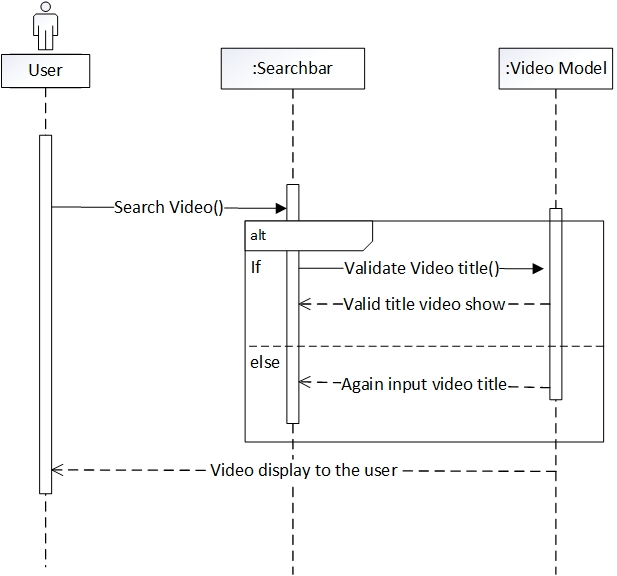 User
:Searchbar
:Video Model
Search Video()
alt
If
Validate Video title()
Valid title video show
else
Again input video title
Video display to the user